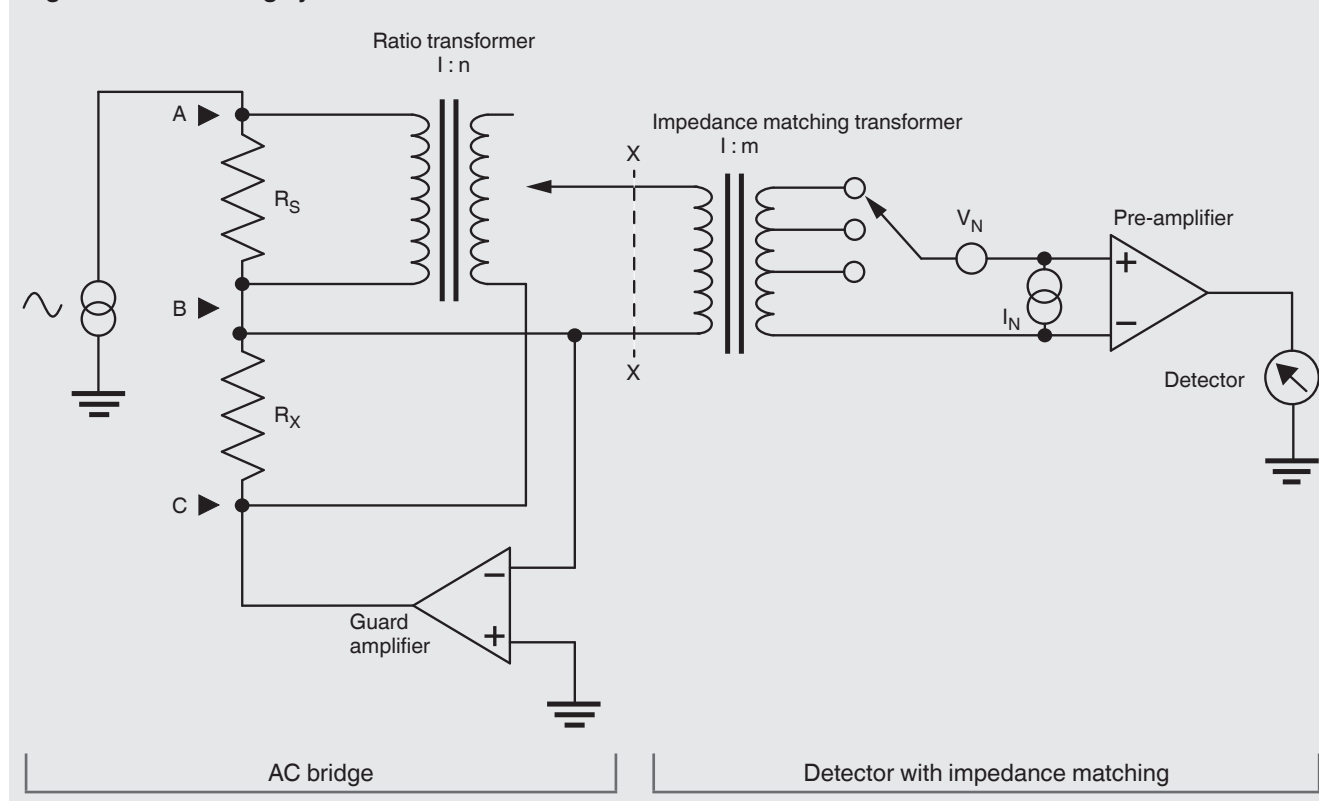 Ratio transformer
I : n
A
Impedance matching transformer
I : m
X
R_S
V_N
Pre-amplifier
+
B
I_N
−
X
Detector
R_X
C
−
Guard
amplifier
+
AC bridge
Detector with impedance matching